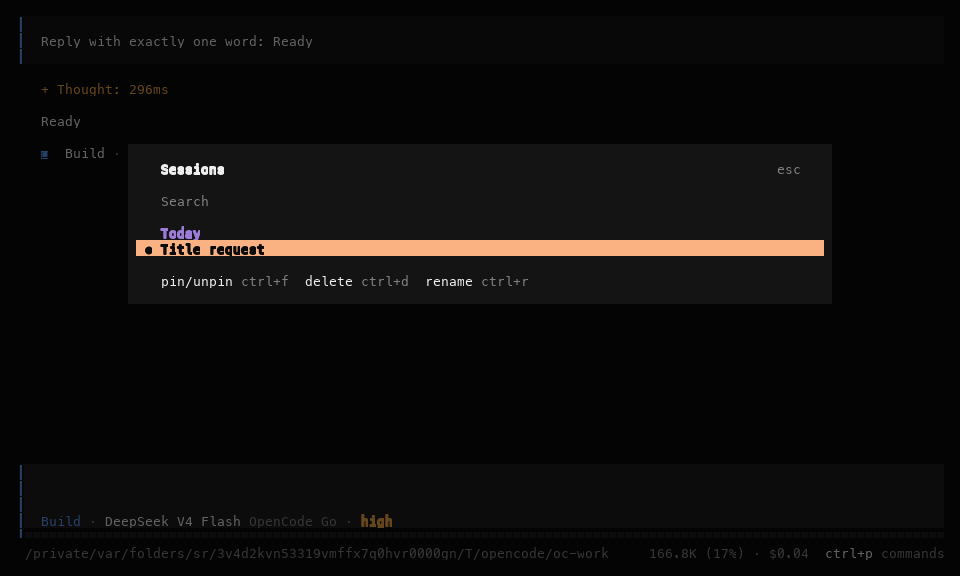 Reply with exactly one word: Ready
+ Thought: 296ms
Ready
▣ Build ·
Sessions esc
Search
Today
● Title request
pin/unpin ctrl+f delete ctrl+d rename ctrl+r
Build · DeepSeek V4 Flash OpenCode Go · high
/private/var/folders/sr/3v4d2kvn53319vmffx7q0hvr0000gn/T/opencode/oc-work 166.8K (17%) · $0.04 ctrl+p commands